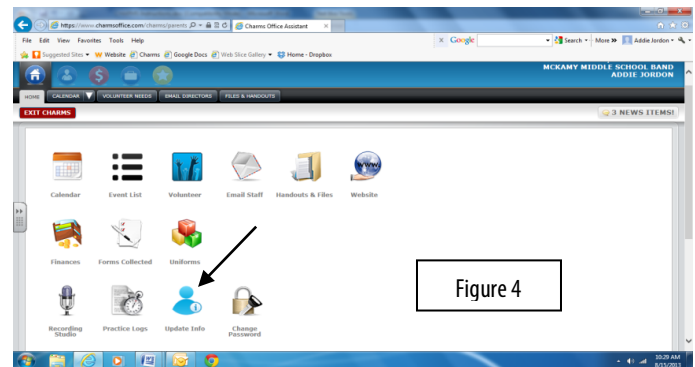 https://www.charmsoffice.com/charms/parents
Charms Office Assistant
File Edit View Favorites Tools Help
Google
Search
More »
Addie Jordon
Suggested Sites
Website
Charms
Google Docs
Web Slice Gallery
Home - Dropbox
MCKAMY MIDDLE SCHOOL BAND
ADDIE JORDON
HOME CALENDAR VOLUNTEER NEEDS EMAIL DIRECTORS FILES & HANDOUTS
EXIT CHARMS
3 NEWS ITEMS!
WWW
Calendar Event List Volunteer Email Staff Handouts & Files Website
Finances Forms Collected Uniforms
Figure 4
Recording
Studio
Practice Logs
Update Info
Change
Password
10:29 AM
8/15/2013